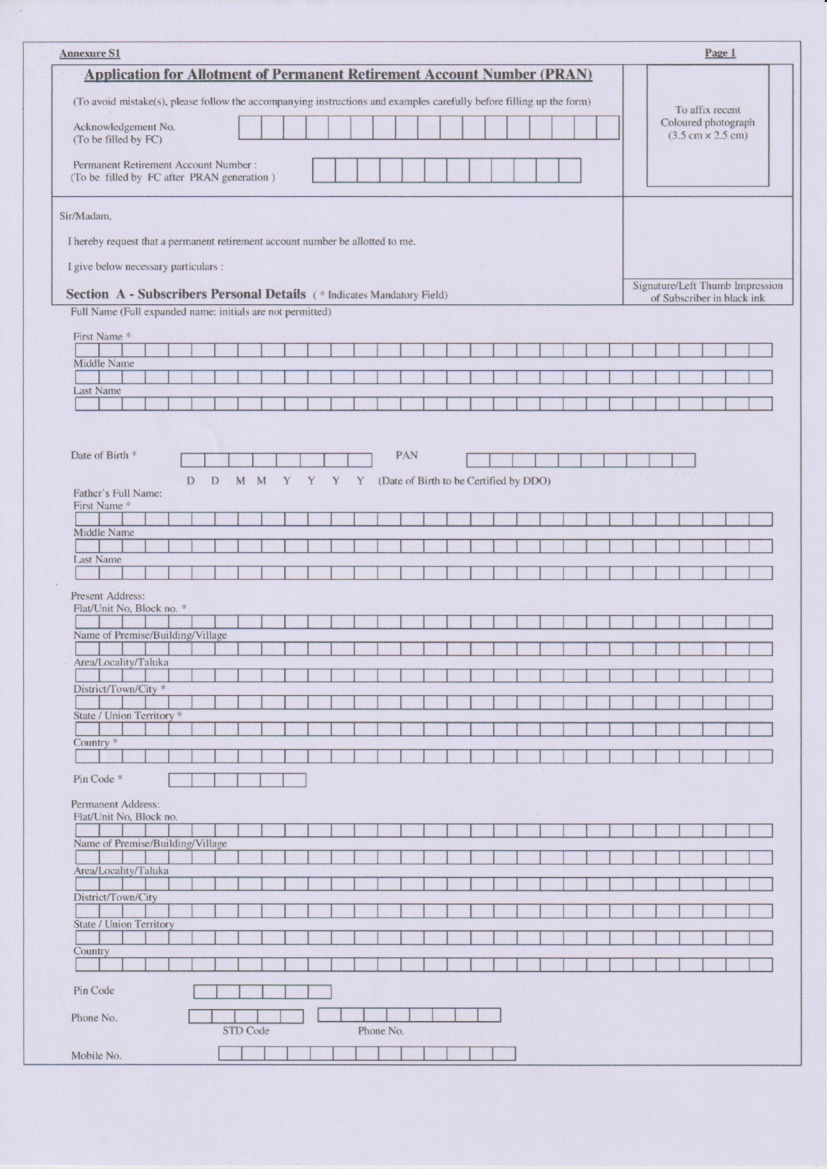 Annexure S1 Page 1
Application for Allotment of Permanent Retirement Account Number (PRAN)
(To avoid mistake(s), please follow the accompanying instructions and examples carefully before filling up the form)
To affix recent
Coloured photograph
(3.5 cm × 2.5 cm)
Acknowledgement No.
(To be filled by FC)
Permanent Retirement Account Number :
(To be filled by FC after PRAN generation )
Sir/Madam,
I hereby request that a permanent retirement account number be allotted to me.
I give below necessary particulars :
Signature/Left Thumb Impression
of Subscriber in black ink
Section A - Subscribers Personal Details ( * Indicates Mandatory Field)
Full Name (Full expanded name: initials are not permitted)
First Name *
Middle Name
Last Name
Date of Birth * PAN
D D M M Y Y Y Y (Date of Birth to be Certified by DDO)
Father's Full Name:
First Name *
Middle Name
Last Name
Present Address:
Flat/Unit No, Block no. *
Name of Premise/Building/Village
Area/Locality/Taluka
District/Town/City *
State / Union Territory *
Country *
Pin Code *
Permanent Address:
Flat/Unit No, Block no.
Name of Premise/Building/Village
Area/Locality/Taluka
District/Town/City
State / Union Territory
Country
Pin Code
Phone No.
STD Code Phone No.
Mobile No.